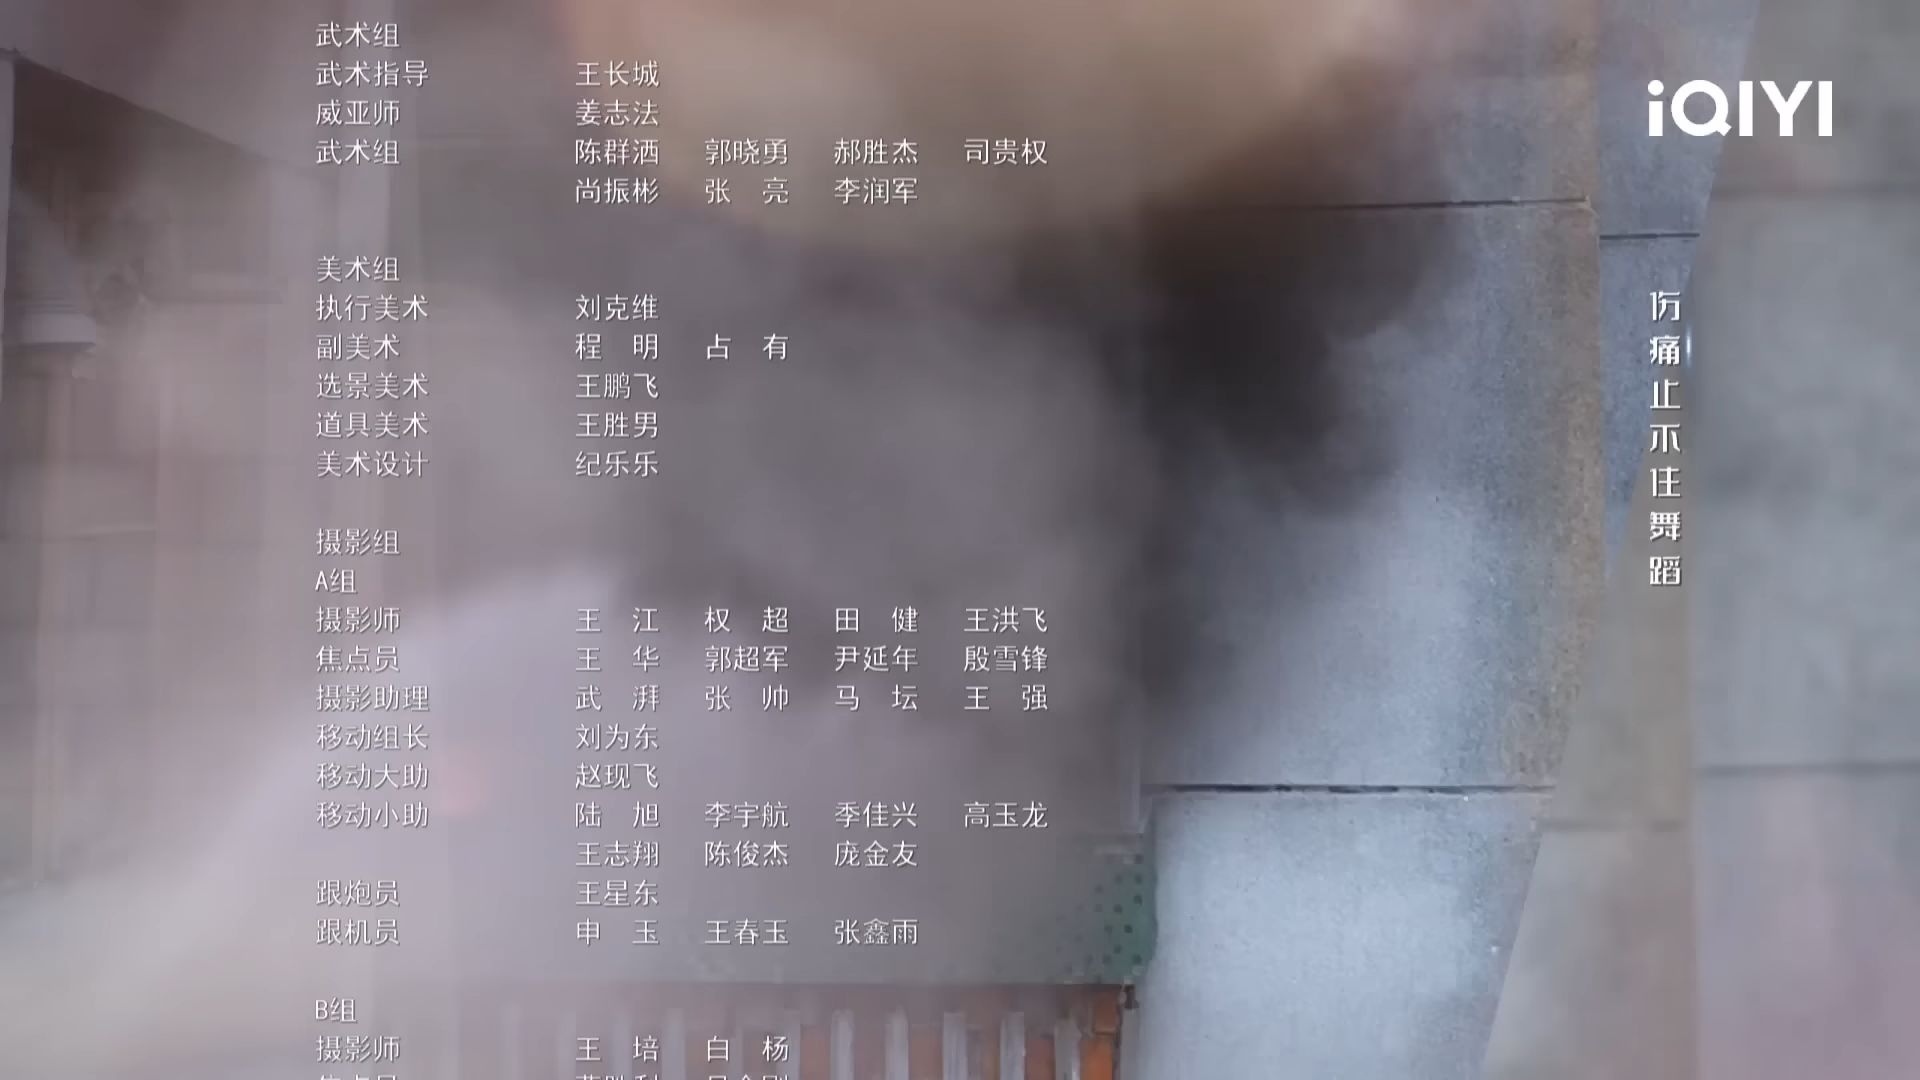 武术组
武术指导 王长城
威亚师 姜志法
武术组 陈群洒 郭晓勇 郝胜杰 司贵权
尚振彬 张 亮 李润军
美术组
执行美术 刘克维
副美术 程 明 占 有
选景美术 王鹏飞
道具美术 王胜男
美术设计 纪乐乐
摄影组
A组
摄影师 王 江 权 超 田 健 王洪飞
焦点员 王 华 郭超军 尹延年 殷雪锋
摄影助理 武 湃 张 帅 马 坛 王 强
移动组长 刘为东
移动大助 赵现飞
移动小助 陆 旭 李宇航 季佳兴 高玉龙
王志翔 陈俊杰 庞金友
跟炮员 王星东
跟机员 申 玉 王春玉 张鑫雨
B组
摄影师 王 培 白 杨
iQIYI
伤痛止不住舞蹈